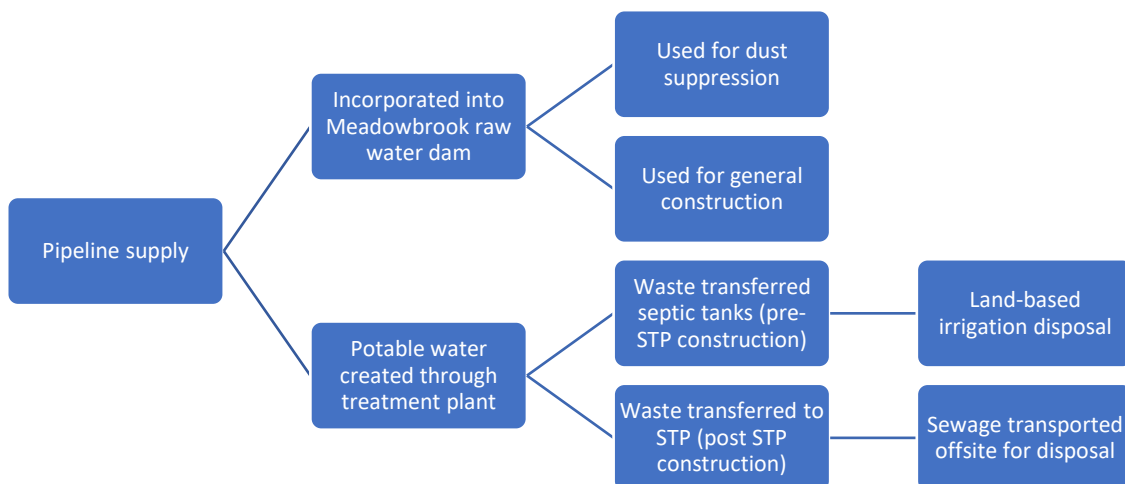 Pipeline supply
Incorporated into
Meadowbrook raw
water dam
Used for dust
suppression
Used for general
construction
Potable water
created through
treatment plant
Waste transferred
septic tanks (pre-
STP construction)
Land-based
irrigation disposal
Waste transferred to
STP (post STP
construction)
Sewage transported
offsite for disposal